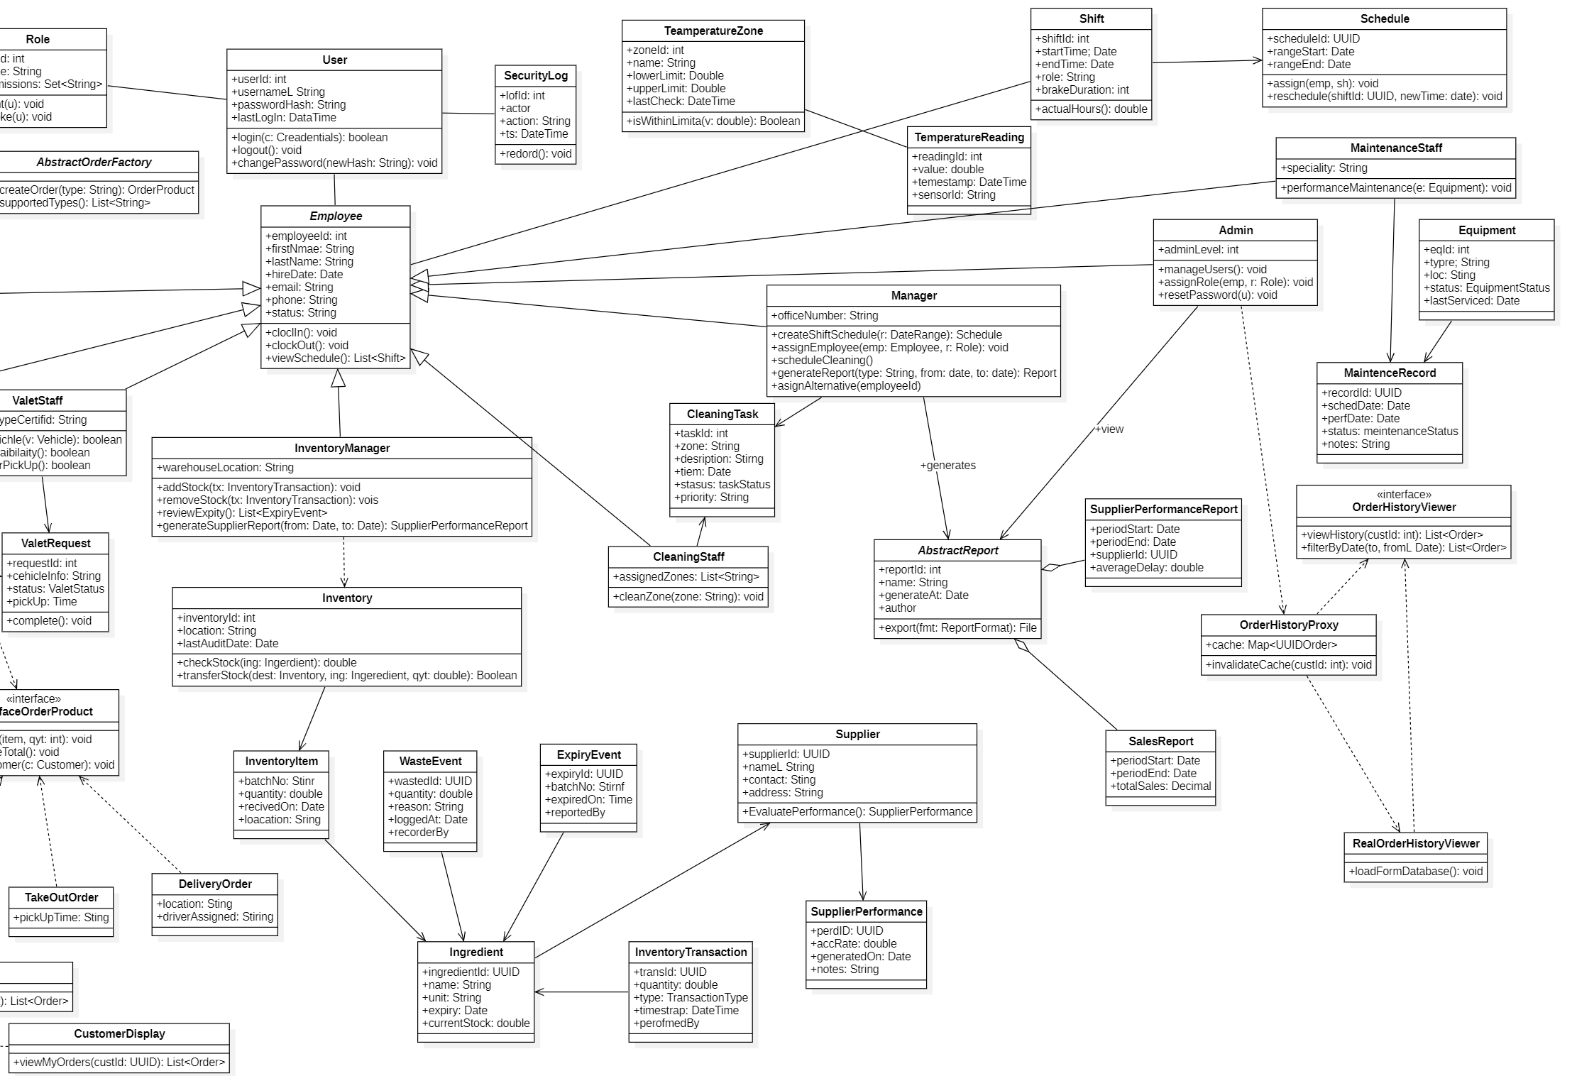 Role
d: int
e: String
missions: Set<String>
nt(u): void
ke(u): void
User
+userId: int
+usernameL String
+passwordHash: String
+lastLogIn: DataTime
+login(c: Creadentials): boolean
+logout(): void
+changePassword(newHash: String): void
SecurityLog
+lofId: int
+actor
+action: String
+ts: DateTime
+redord(): void
TeamperatureZone
+zoneId: int
+name: String
+lowerLimit: Double
+upperLimit: Double
+lastCheck: DateTime
+isWithinLimita(v: double): Boolean
TemperatureReading
+readingId: int
+value: double
+temestamp: DateTime
+sensorId: String
Shift
+shiftId: int
+startTime; Date
+endTime: Date
+role: String
+brakeDuration: int
+actualHours(): double
Schedule
+scheduleId: UUID
+rangeStart: Date
+rangeEnd: Date
+assign(emp, sh): void
+reschedule(shiftId: UUID, newTime: date): void
AbstractOrderFactory
createOrder(type: String): OrderProduct
supportedTypes(): List<String>
MaintenanceStaff
+speciality: String
+performanceMaintenance(e: Equipment): void
Employee
+employeeId: int
+firstNmae: String
+lastName: String
+hireDate: Date
+email: String
+phone: String
+status: String
+cloclIn(): void
+clockOut(): void
+viewSchedule(): List<Shift>
Admin
+adminLevel: int
+manageUsers(): void
+assignRole(emp, r: Role): void
+resetPassword(u): void
Equipment
+eqId: int
+typre; String
+loc: Sting
+status: EquipmentStatus
+lastServiced: Date
Manager
+officeNumber: String
+createShiftSchedule(r: DateRange): Schedule
+assignEmployee(emp: Employee, r: Role): void
+scheduleCleaning()
+generateReport(type: String, from: date, to: date): Report
+asignAlternative(employeeId)
MaintenceRecord
+recordId: UUID
+schedDate: Date
+perfDate: Date
+status: meintenanceStatus
+notes: String
ValetStaff
ypeCertifid: String
ichle(v: Vehicle): boolean
aibilaity(): boolean
rPickUp(): boolean
InventoryManager
+warehouseLocation: String
+addStock(tx: InventoryTransaction): void
+removeStock(tx: InventoryTransaction): vois
+reviewExpity(): List<ExpiryEvent>
+generateSupplierReport(from: Date, to: Date): SupplierPerformanceReport
CleaningTask
+taskId: int
+zone: String
+desription: Stirng
+tiem: Date
+stasus: taskStatus
+priority: String
+generates
+view
ValetRequest
+requestId: int
+cehicleInfo: String
+status: ValetStatus
+pickUp: Time
+complete(): void
CleaningStaff
+assignedZones: List<String>
+cleanZone(zone: String): void
AbstractReport
+reportId: int
+name: String
+generateAt: Date
+author
+export(fmt: ReportFormat): File
SupplierPerformanceReport
+periodStart: Date
+periodEnd: Date
+supplierId: UUID
+averageDelay: double
«interface»
OrderHistoryViewer
+viewHistory(custId: int): List<Order>
+filterByDate(to, fromL Date): List<Order>
Inventory
+inventoryId: int
+location: String
+lastAuditDate: Date
+checkStock(ing: Ingerdient): double
+transferStock(dest: Inventory, ing: Ingeredient, qyt: double): Boolean
OrderHistoryProxy
+cache: Map<UUIDOrder>
+invalidateCache(custId: int): void
«interface»
faceOrderProduct
(item, qyt: int): void
eTotal(): void
omer(c: Customer): void
InventoryItem
+batchNo: Stinr
+quantity: double
+recivedOn: Date
+loacation: Sring
WasteEvent
+wastedId: UUID
+quantity: double
+reason: String
+loggedAt: Date
+recorderBy
ExpiryEvent
+expiryId: UUID
+batchNo: Stirnf
+expiredOn: Time
+reportedBy
Supplier
+supplierId: UUID
+nameL String
+contact: Sting
+address: String
+EvaluatePerformance(): SupplierPerformance
SalesReport
+periodStart: Date
+periodEnd: Date
+totalSales: Decimal
RealOrderHistoryViewer
+loadFormDatabase(): void
TakeOutOrder
+pickUpTime: Sting
DeliveryOrder
+location: Sting
+driverAssigned: Stiring
SupplierPerformance
+perdID: UUID
+accRate: double
+generatedOn: Date
+notes: String
Ingredient
+ingredientId: UUID
+name: String
+unit: String
+expiry: Date
+currentStock: double
InventoryTransaction
+transId: UUID
+quantity: double
+type: TransactionType
+timestrap: DateTime
+perofmedBy
): List<Order>
CustomerDisplay
+viewMyOrders(custId: UUID): List<Order>